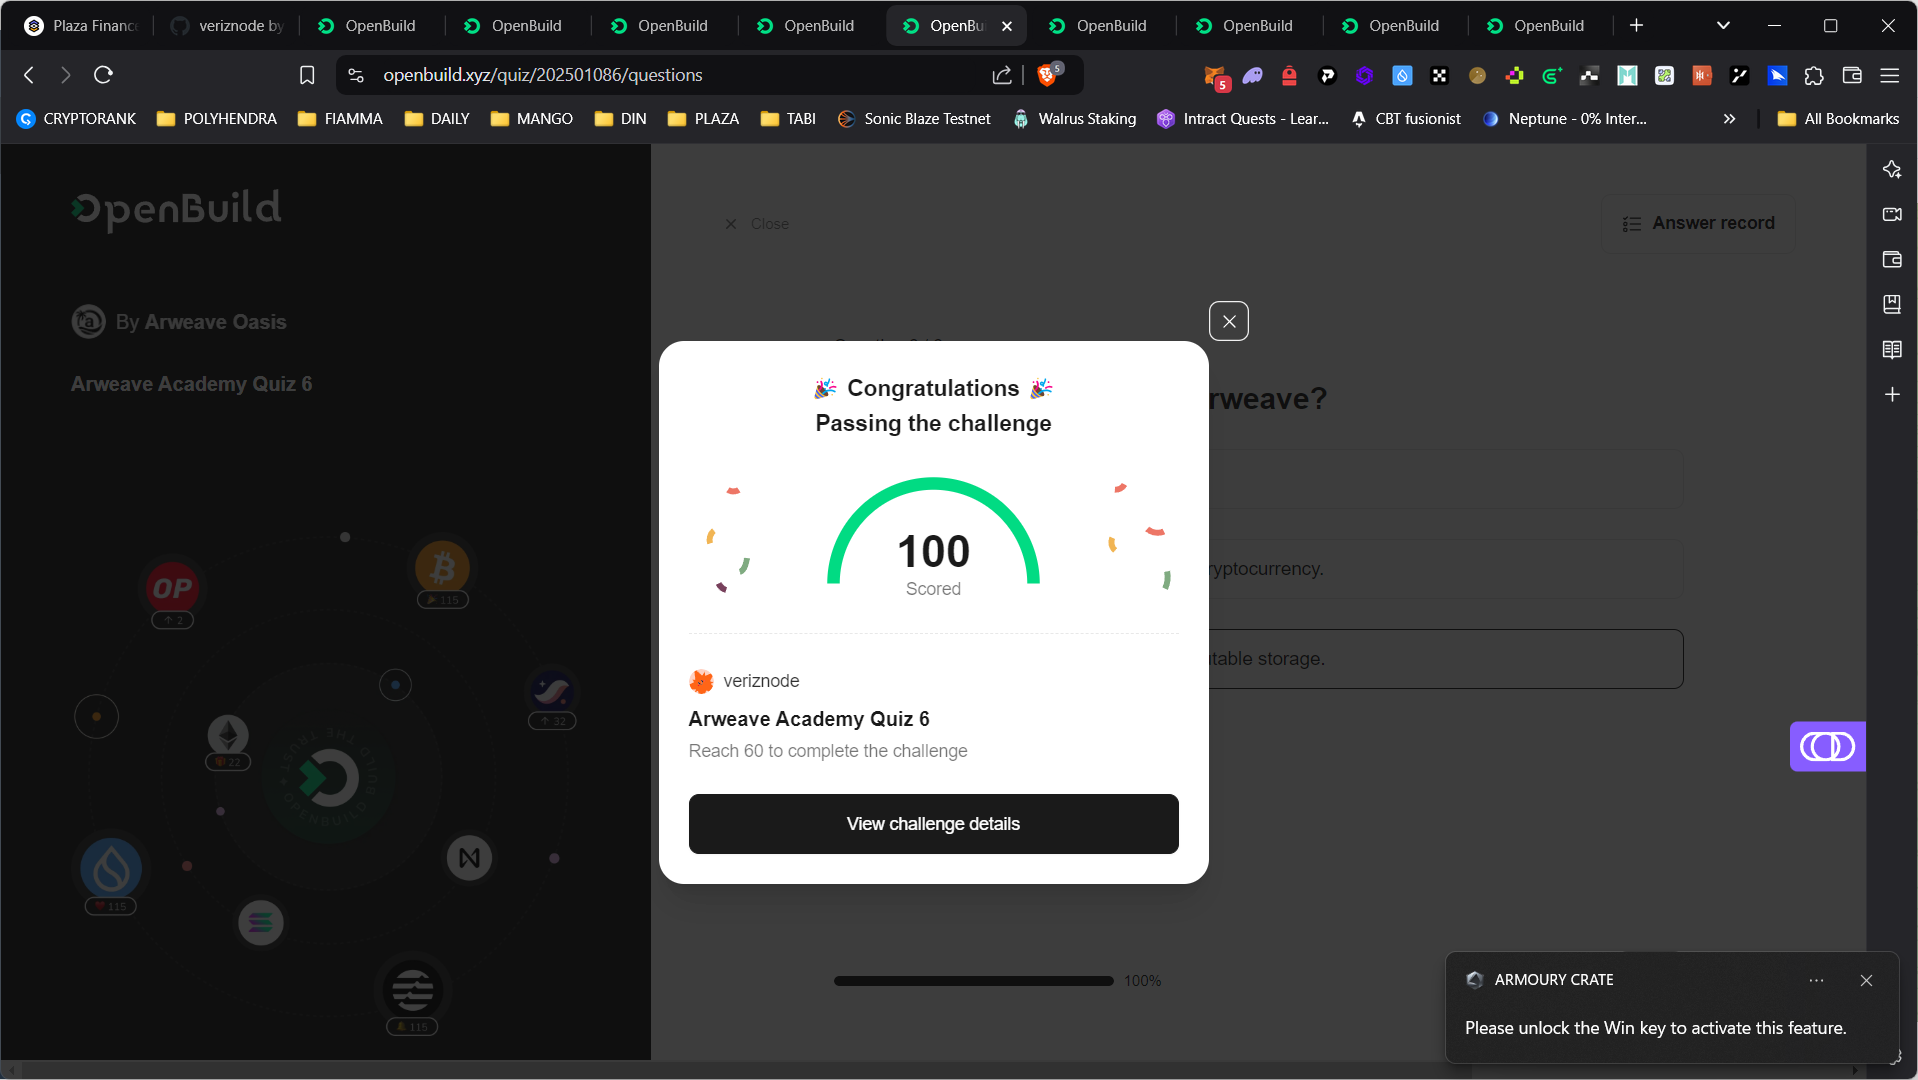 Plaza Finance
veriznode by
OpenBuild
OpenBuild
OpenBuild
OpenBuild
OpenBui
OpenBuild
OpenBuild
OpenBuild
OpenBuild
openbuild.xyz/quiz/202501086/questions
5
5
CRYPTORANK
POLYHENDRA
FIAMMA
DAILY
MANGO
DIN
PLAZA
TABI
Sonic Blaze Testnet
Walrus Staking
Intract Quests - Lear...
CBT fusionist
Neptune - 0% Inter...
All Bookmarks
OpenBuild
Close
Answer record
By Arweave Oasis
Arweave Academy Quiz 6
rweave?
Congratulations
Passing the challenge
100
Scored
ryptocurrency.
table storage.
veriznode
Arweave Academy Quiz 6
Reach 60 to complete the challenge
View challenge details
OP
2
115
32
22
115
115
100%
ARMOURY CRATE
Please unlock the Win key to activate this feature.